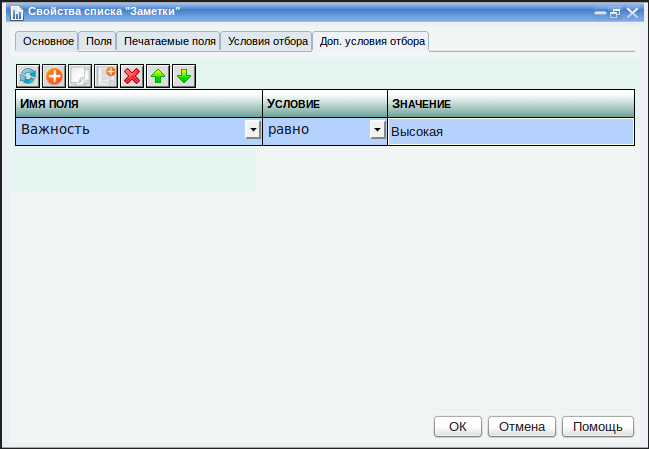 Свойства списка "Заметки"
Основное Поля Печатаемые поля Условия отбора Доп. условия отбора
Имя поля Условие Значение
Важность равно Высокая
ОК Отмена Помощь